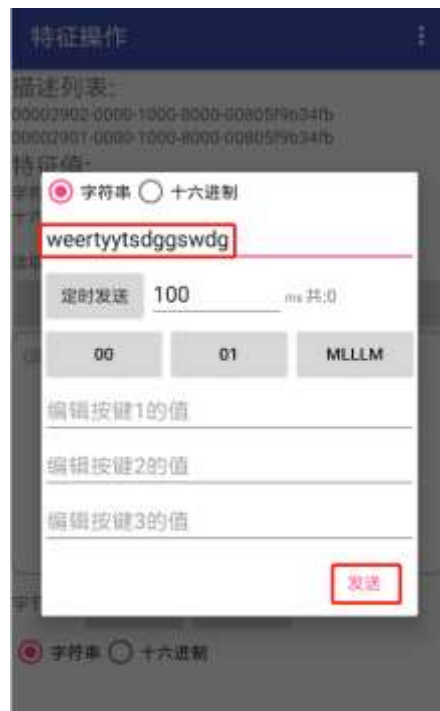 特征操作
描述列表:
00002902-0000-1000-8000-00805f9b34fb
00002901-0000-1000-8000-00805f9b34fb
特征值:
字符串 十六进制
weertyytsdggswdg
定时发送 100 ms 共:0
00 01 MLLLM
编辑按键1的值
编辑按键2的值
编辑按键3的值
发送
字符串 十六进制